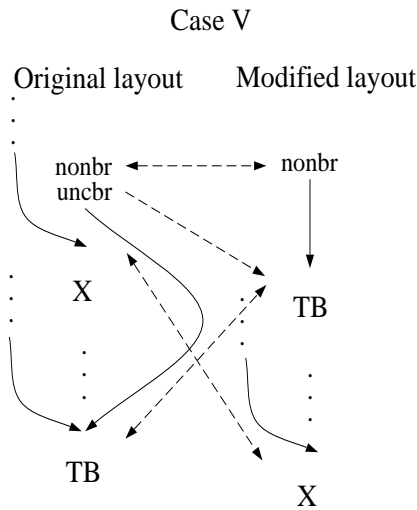 Case V
Original layout
Modified layout
nonbr
uncbr
nonbr
X
TB
TB
X